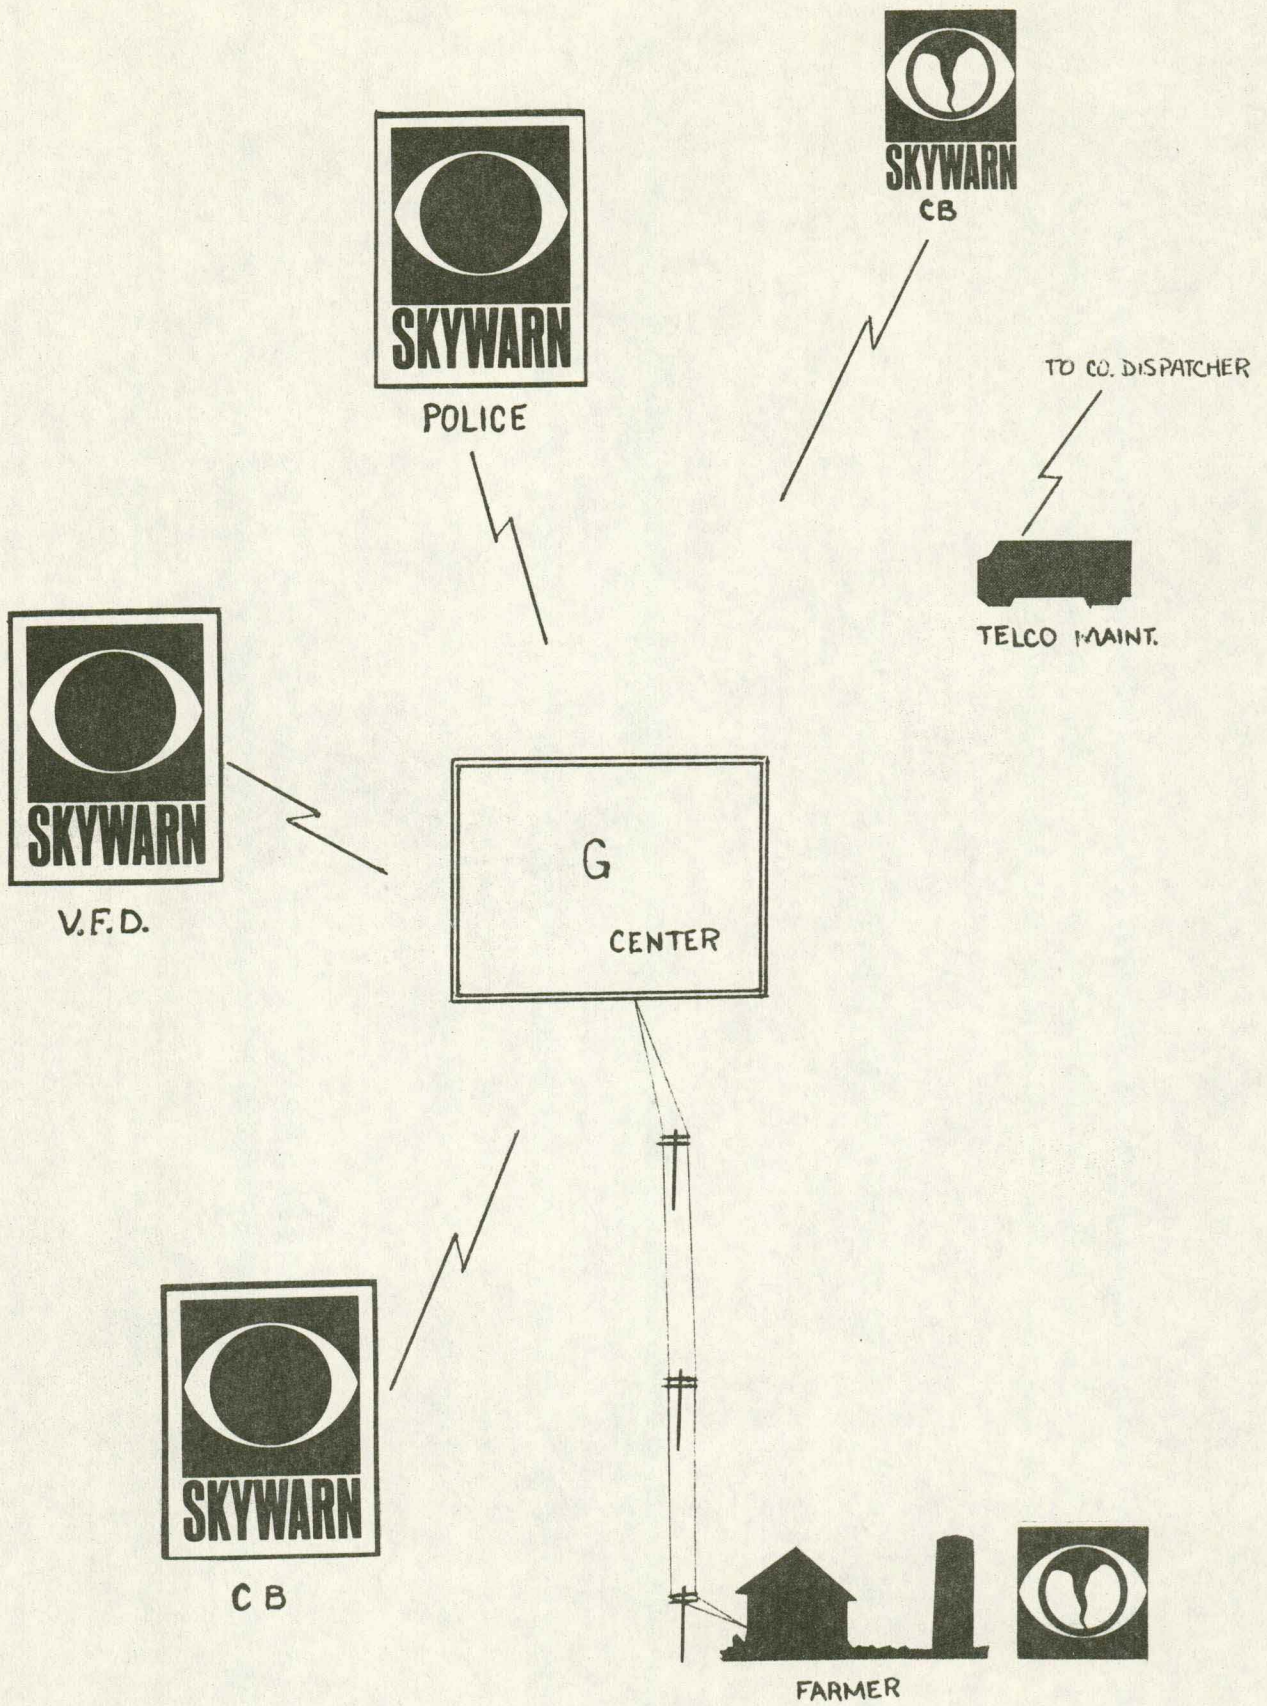 SKYWARN
CB
SKYWARN
POLICE
TO CO. DISPATCHER
TELCO MAINT.
SKYWARN
V.F.D.
G
CENTER
SKYWARN
CB
FARMER